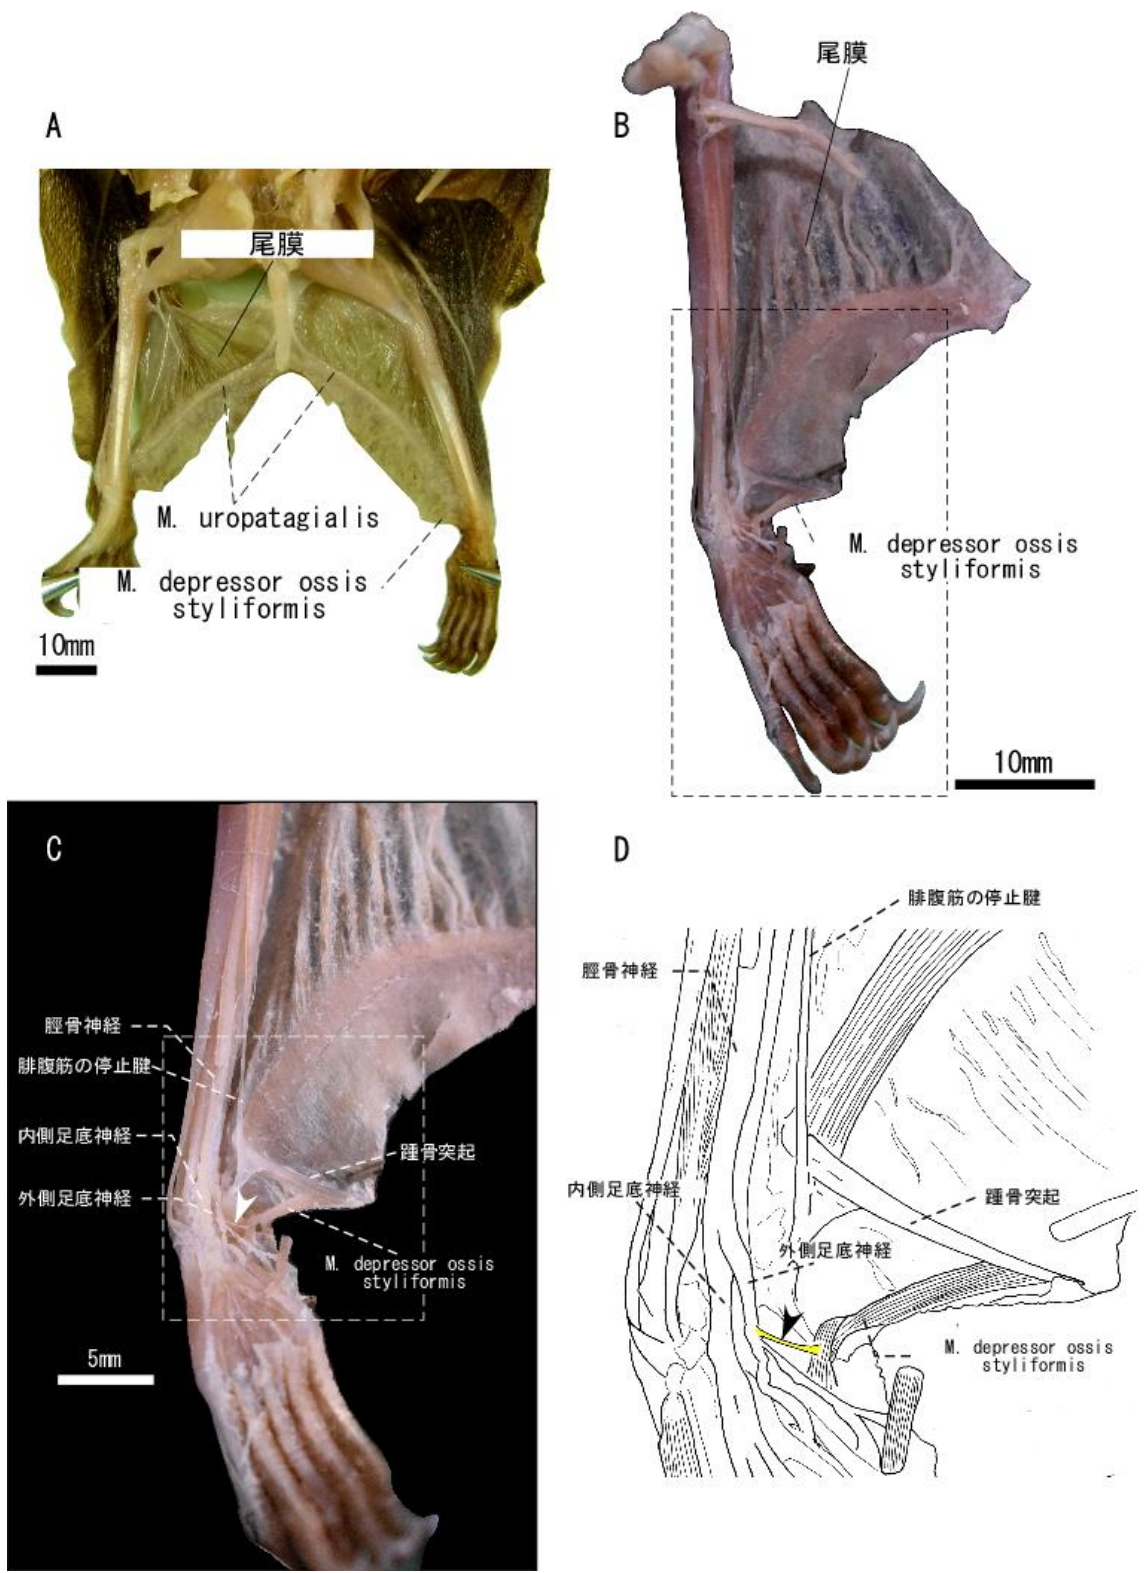 A
尾膜
M. uropatagialis
M. depressor ossis
styliformis
10mm
B
尾膜
M. depressor ossis
styliformis
10mm
C
脛骨神経
腓腹筋の停止腱
内側足底神経
外側足底神経
踵骨突起
M. depressor ossis
styliformis
5mm
D
腓腹筋の停止腱
脛骨神経
内側足底神経
踵骨突起
外側足底神経
M. depressor ossis
styliformis